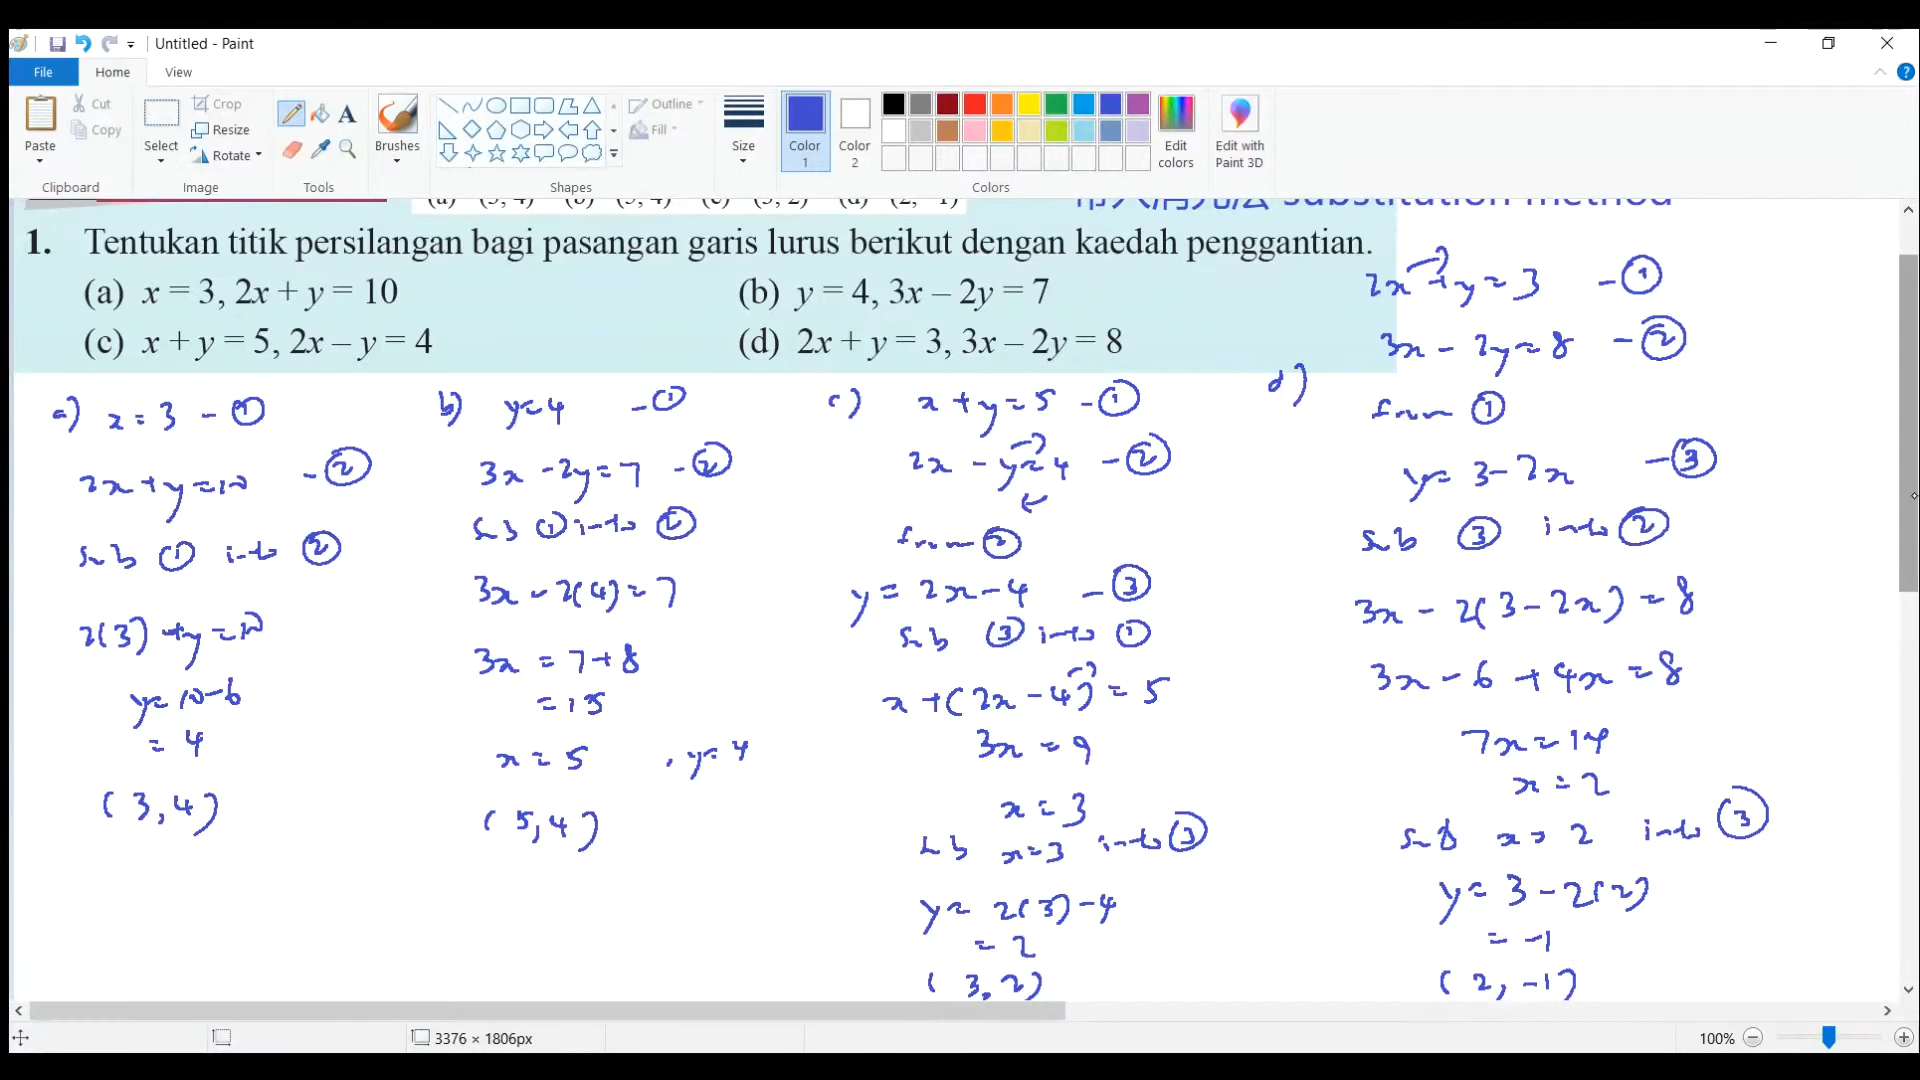 Untitled - Paint
File Home View
Paste
Cut
Copy
Clipboard
Select
Crop
Resize
Rotate
Image
Tools
Brushes
Outline
Fill
Shapes
Size
Color 1
Color 2
Edit colors
Edit with Paint 3D
Colors
substitution method
1. Tentukan titik persilangan bagi pasangan garis lurus berikut dengan kaedah penggantian.
(a) x = 3, 2x + y = 10
(b) y = 4, 3x – 2y = 7
(c) x + y = 5, 2x – y = 4
(d) 2x + y = 3, 3x – 2y = 8
a) x = 3 - ①
2x + y = 10 - ②
sub ① into ②
2(3) + y = 10
y = 10 - 6
= 4
(3, 4)
b) y = 4 - ①
3x - 2y = 7 - ②
sub ① into ②
3x - 2(4) = 7
3x = 7 + 8
= 15
x = 5 , y = 4
(5, 4)
c) x + y = 5 - ①
2x - y = 4 - ②
from ②
y = 2x - 4 - ③
sub ③ into ①
x + (2x - 4) = 5
3x = 9
x = 3
sub x = 3 into ③
y = 2(3) - 4
= 2
(3, 2)
d)
2x + y = 3 - ①
3x - 2y = 8 - ②
from ①
y = 3 - 2x - ③
sub ③ into ②
3x - 2(3 - 2x) = 8
3x - 6 + 4x = 8
7x = 14
x = 2
sub x = 2 into ③
y = 3 - 2(2)
= -1
(2, -1)
3376 × 1806px
100%